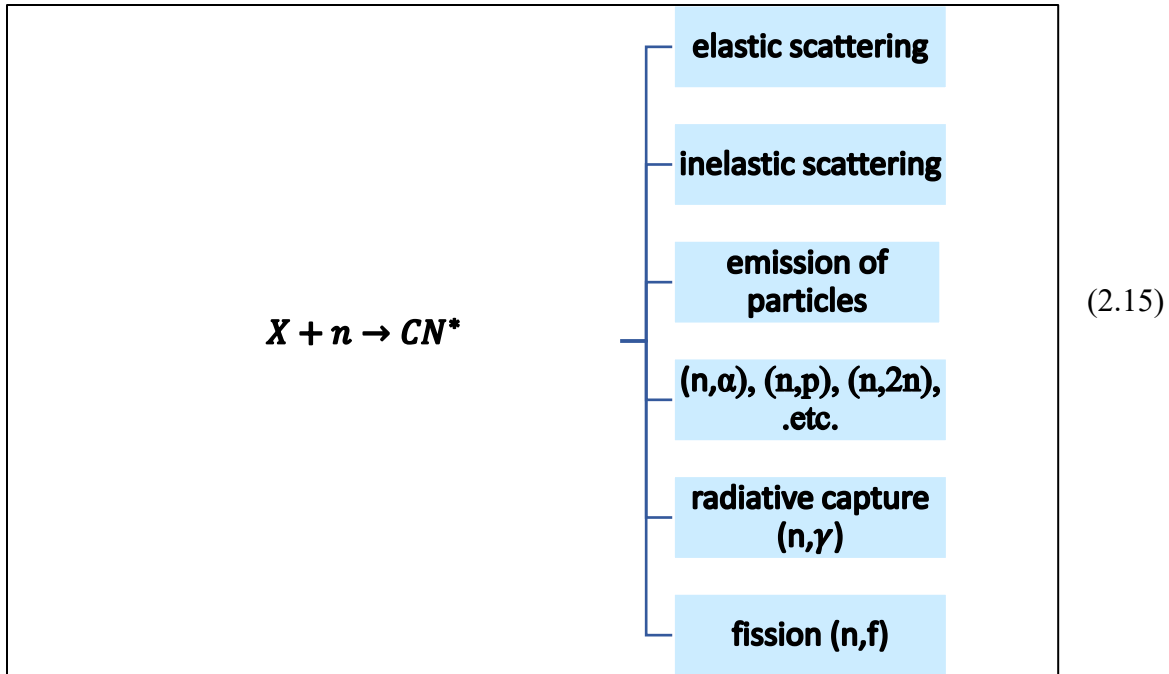 elastic scattering
inelastic scattering
emission of
particles
(2.15)
X + n → CN*
(n,α), (n,p), (n,2n),
.etc.
radiative capture
(n,γ)
fission (n,f)